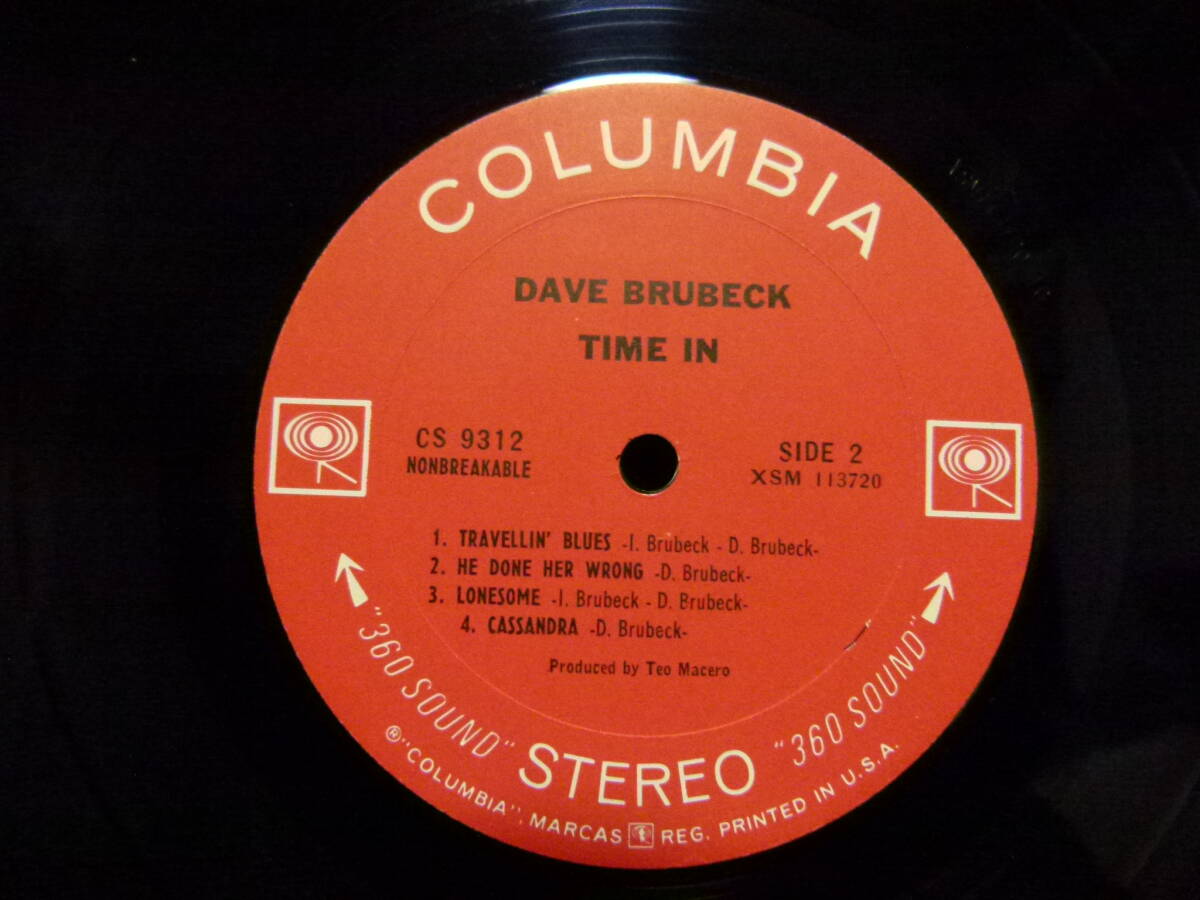 COLUMBIA
DAVE BRUBECK
TIME IN
CS 9312
NONBREAKABLE
SIDE 2
XSM 113720
1. TRAVELLIN' BLUES -I. Brubeck - D. Brubeck-
2. HE DONE HER WRONG -D. Brubeck-
3. LONESOME -I. Brubeck - D. Brubeck-
4. CASSANDRA -D. Brubeck-
Produced by Teo Macero
"360 SOUND" STEREO "360 SOUND"
® "COLUMBIA", MARCAS REG. PRINTED IN U.S.A.